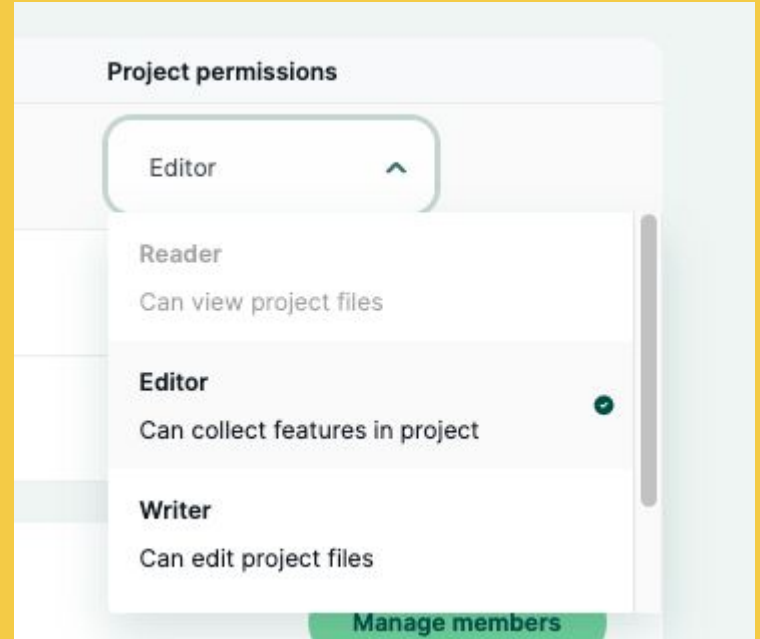 Project permissions
Editor
Reader
Can view project files
Editor
Can collect features in project
Writer
Can edit project files
Manage members